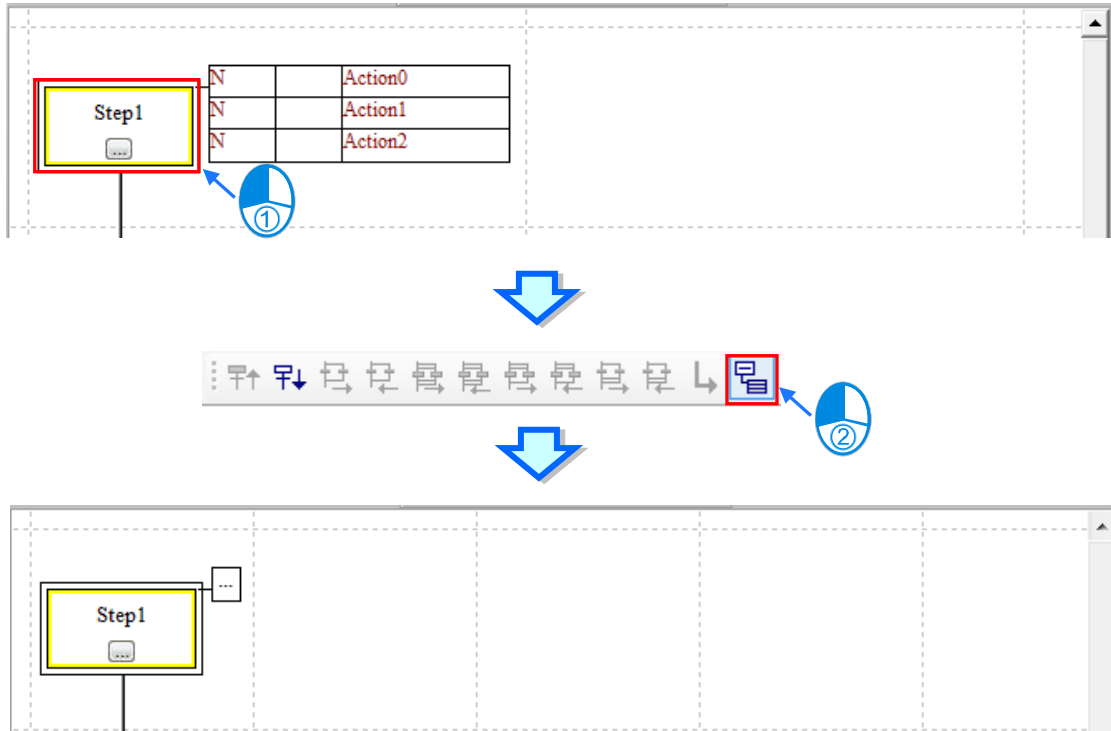 N Action0
Step1
N Action1
N Action2
...
①
②
...
Step1
...